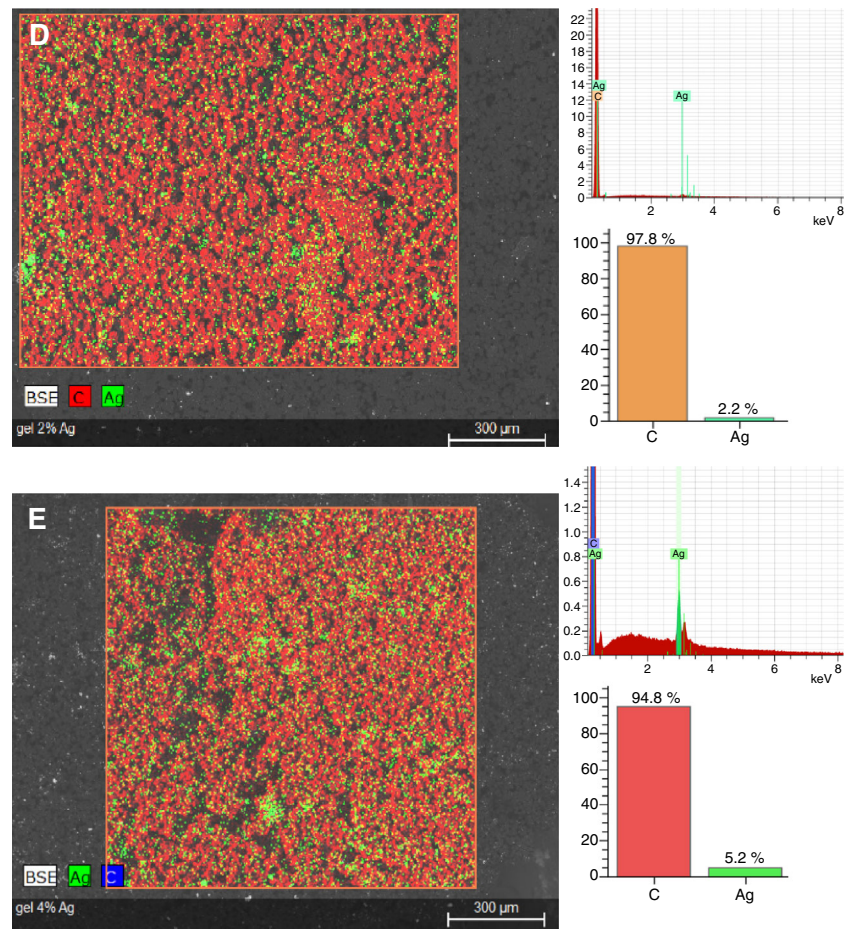 D
BSE C Ag
gel 2% Ag
300 µm
22
20
18
16
14
12
10
8
6
4
2
0
Ag
C
Ag
2 4 6 8
keV
100
80
60
40
20
0
97.8 %
2.2 %
C Ag
E
BSE Ag C
gel 4% Ag
300 µm
1.4
1.2
1.0
0.8
0.6
0.4
0.2
0.0
C
Ag
Ag
2 4 6 8
keV
100
80
60
40
20
0
94.8 %
5.2 %
C Ag